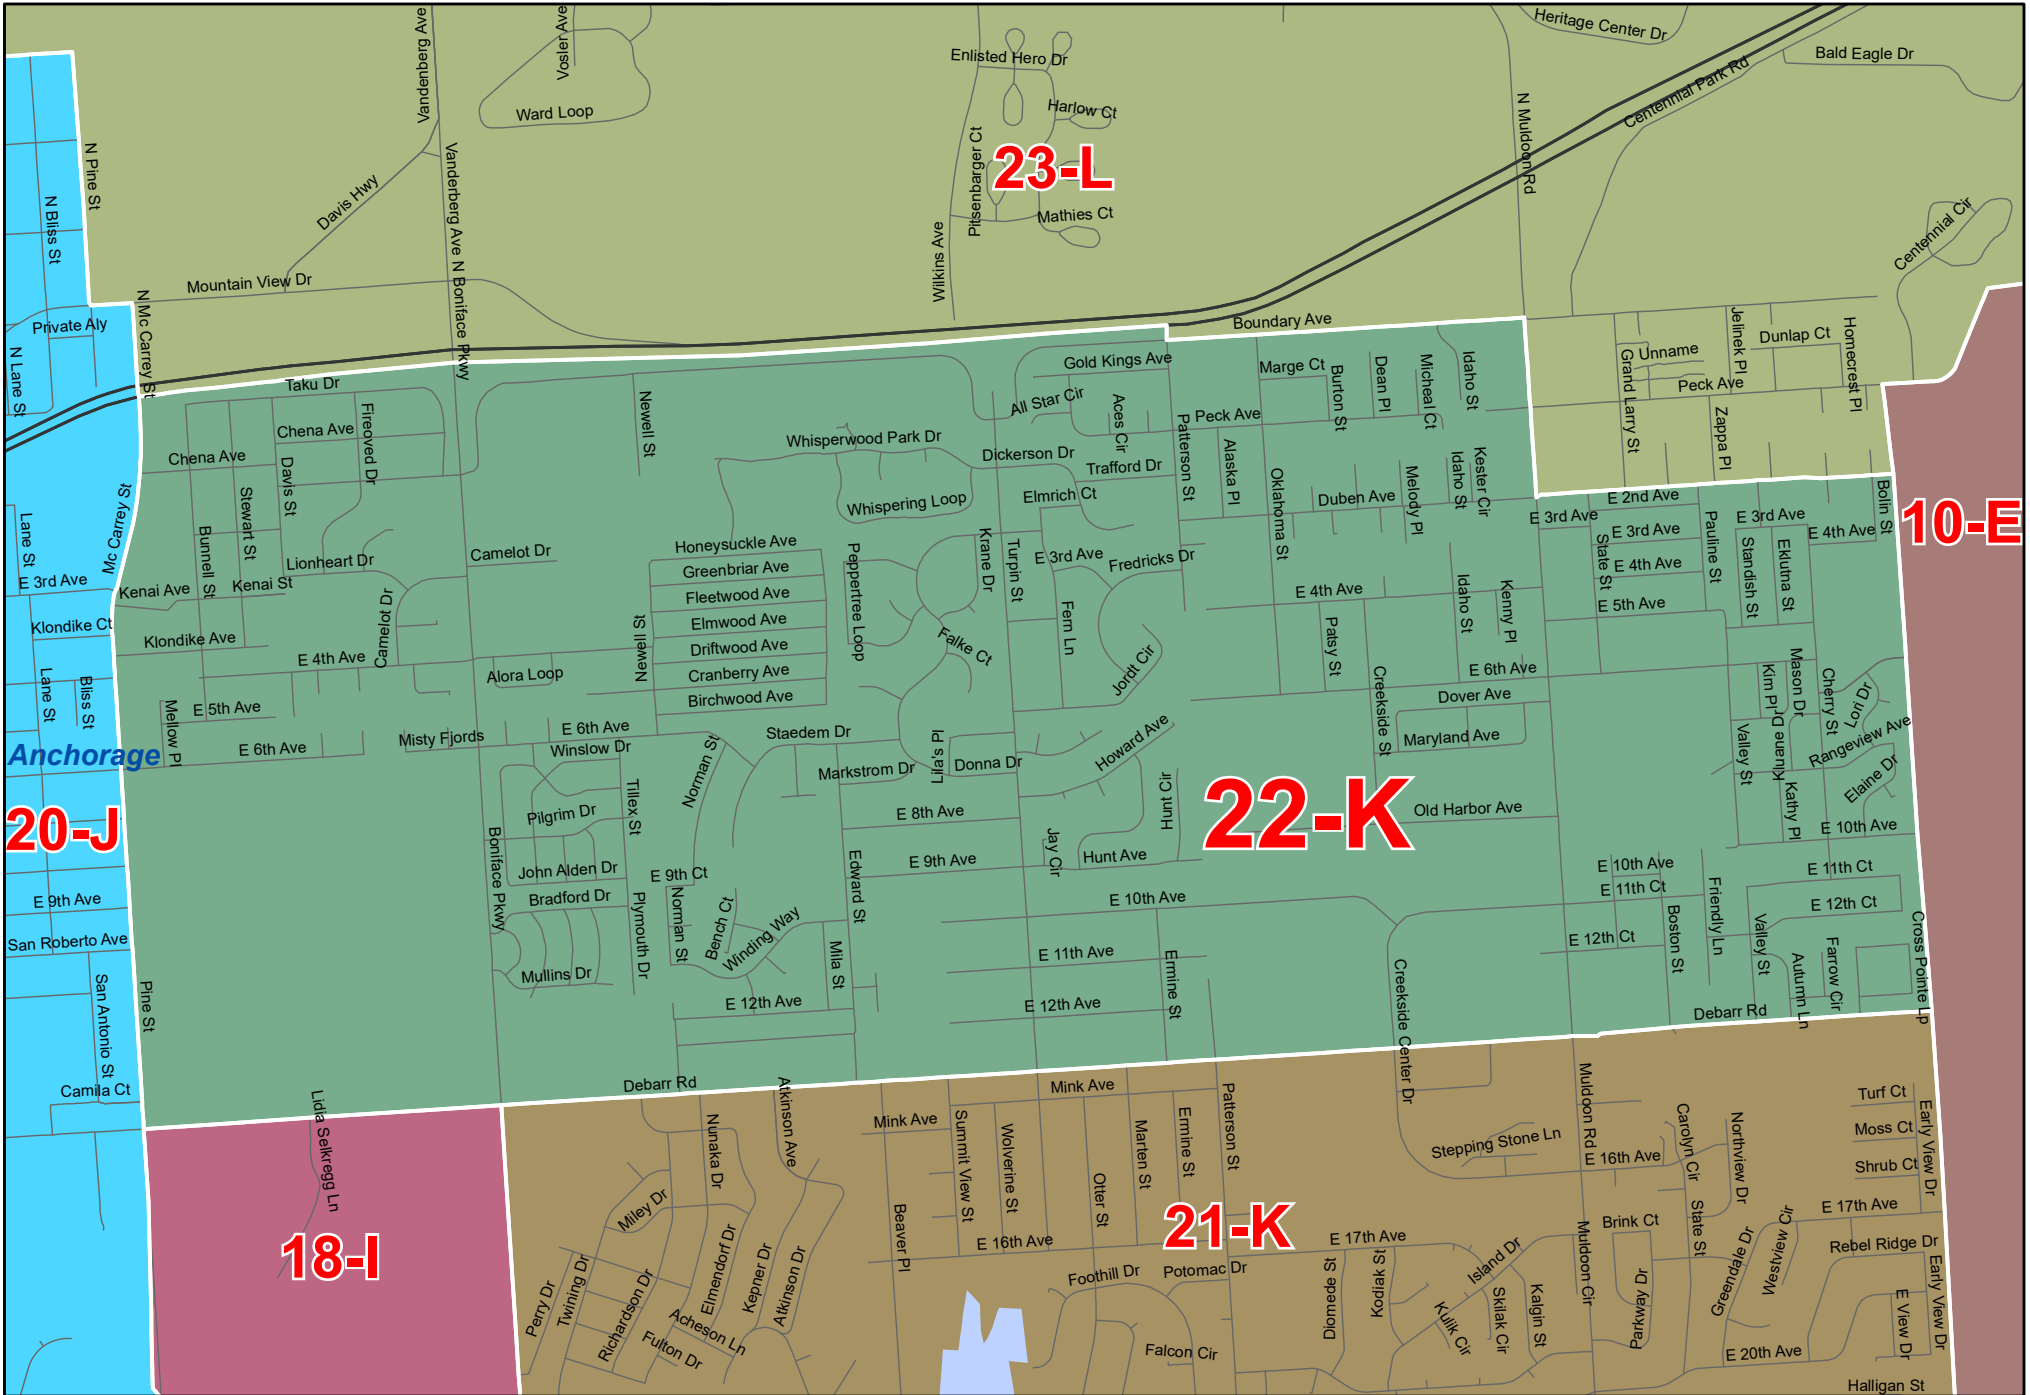 Heritage Center Dr
Bald Eagle Dr
Vandenberg Ave
Vosler Ave
Enlisted Hero Dr
Ward Loop
Harlow Ct
Centennial Park Rd
N Muldoon Rd
N Pine St
Vanderberg Ave
N Boniface Pkwy
Pitsenbarger Ct
23-L
Davis Hwy
Mathies Ct
N Bliss St
Wilkins Ave
Centennial Cir
Mountain View Dr
N Mc Carrey St
Private Aly
Boundary Ave
N Lane St
Jelinek Pl
Dunlap Ct
Homecrest Pl
Gr Unname
Grand Larry St
Peck Ave
Zappa Pl
Taku Dr
Gold Kings Ave
Marge Ct
Burton St
Dean Pl
Micheal Ct
Idaho St
Newell St
All Star Cir
Aces Cir
Peck Ave
Patterson St
Alaska Pl
Fireoved Dr
Chena Ave
Chena Ave
Davis St
Stewart St
Whisperwood Park Dr
Dickerson Dr
Trafford Dr
Elmrich Ct
Whispering Loop
Oklahoma St
Duben Ave
Melody Pl
Idaho St
Kester Cir
E 2nd Ave
Bolin St
10-E
E 3rd Ave
E 3rd Ave
E 3rd Ave
E 4th Ave
Pauline St
Standish St
Eklutna St
State St
E 4th Ave
E 5th Ave
Mc Carrey St
Lane St
E 3rd Ave
Kenai Ave
Bunnell St
Kenai St
Lionheart Dr
Camelot Dr
Camelot Dr
Honeysuckle Ave
Greenbriar Ave
Fleetwood Ave
Elmwood Ave
Driftwood Ave
Cranberry Ave
Birchwood Ave
Newell St
Peppertree Loop
Krane Dr
Turpin St
E 3rd Ave
Fredricks Dr
Fern Ln
Falke Ct
Jordt Cir
E 4th Ave
Patsy St
Idaho St
Kenny Pl
E 6th Ave
Creekside St
Dover Ave
Maryland Ave
Klondike Ct
Klondike Ave
E 4th Ave
Alora Loop
Lane St
Bliss St
Mellow Pl
E 5th Ave
E 6th Ave
Misty Fjords
E 6th Ave
Winslow Dr
Anchorage
20-J
Staedem Dr
Markstrom Dr
Lila's Pl
Donna Dr
Howard Ave
Hunt Cir
22-K
Old Harbor Ave
Kim Pl
Mason Dr
Cherry St
Lori Dr
Kluane Dr
Valley St
Rangeview Ave
Elaine Dr
Kathy Pl
E 10th Ave
Norman St
Tillex St
Pilgrim Dr
Boniface Pkwy
John Alden Dr
Bradford Dr
E 8th Ave
E 9th Ave
Edward St
Jay Cir
Hunt Ave
E 9th Ct
Norman St
Bench Ct
Winding Way
Plymouth Dr
Mila St
Mullins Dr
E 12th Ave
E 10th Ave
E 11th Ave
E 12th Ave
Ermine St
Creekside Center Dr
E 10th Ave
E 11th Ct
Boston St
Friendly Ln
E 12th Ct
E 11th Ct
E 12th Ct
Valley St
Autumn Ln
Farrow Cir
Cross Pointe Lp
Debarr Rd
E 9th Ave
San Roberto Ave
San Antonio St
Pine St
Camila Ct
Debarr Rd
Lidia Selkregg Ln
18-I
Atkinson Ave
Nunaka Dr
Miley Dr
Perry Dr
Twining Dr
Richardson Dr
Elmendorf Dr
Kepner Dr
Atkinson Dr
Acheson Ln
Fulton Dr
Mink Ave
Mink Ave
Beaver Pl
Summit View St
Wolverine St
Otter St
Marten St
Ermine St
Patterson St
E 16th Ave
21-K
Foothill Dr
Potomac Dr
Falcon Cir
E 17th Ave
Diomede St
Kodiak St
Island Dr
Kulik Cir
Skilak Cir
Kalgin St
Stepping Stone Ln
Muldoon Rd
E 16th Ave
Carolyn Cir
Northview Dr
State St
Muldoon Cir
Brink Ct
Parkway Dr
Greendale Dr
Westview Cir
Turf Ct
Moss Ct
Shrub Ct
Early View Dr
E 17th Ave
Rebel Ridge Dr
E View Dr
Early View Dr
E 20th Ave
Halligan St